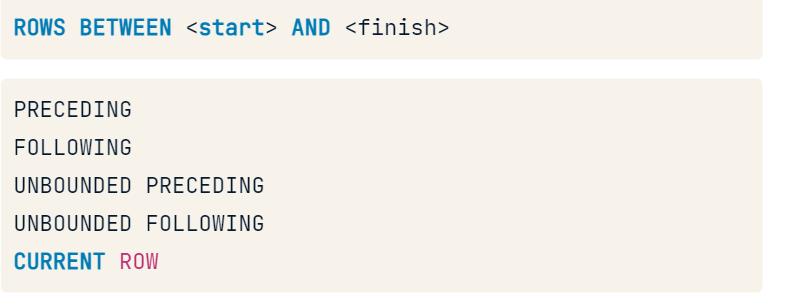 ROWS BETWEEN <start> AND <finish>
PRECEDING
FOLLOWING
UNBOUNDED PRECEDING
UNBOUNDED FOLLOWING
CURRENT ROW